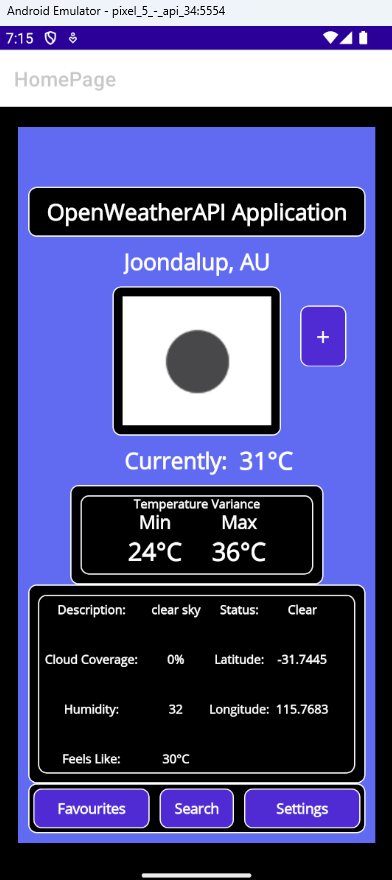 Android Emulator - pixel_5_-_api_34:5554
7:15
HomePage
OpenWeatherAPI Application
Joondalup, AU
+
Currently: 31°C
Temperature Variance
Min Max
24°C 36°C
Description: clear sky Status: Clear
Cloud Coverage: 0% Latitude: -31.7445
Humidity: 32 Longitude: 115.7683
Feels Like: 30°C
Favourites Search Settings